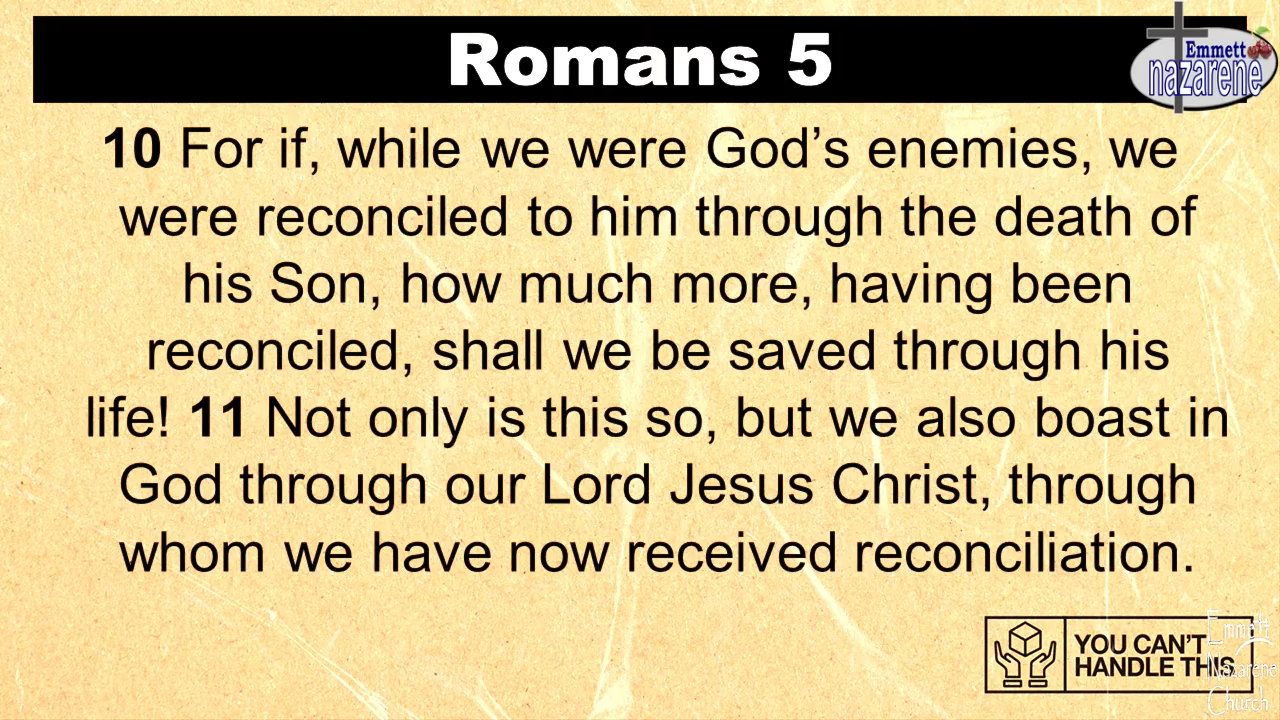 Romans 5
Emmett
nazarene
10 For if, while we were God’s enemies, we
were reconciled to him through the death of
his Son, how much more, having been
reconciled, shall we be saved through his
life! 11 Not only is this so, but we also boast in
God through our Lord Jesus Christ, through
whom we have now received reconciliation.
YOU CAN’T
HANDLE THIS
Emmett
Nazarene
Church